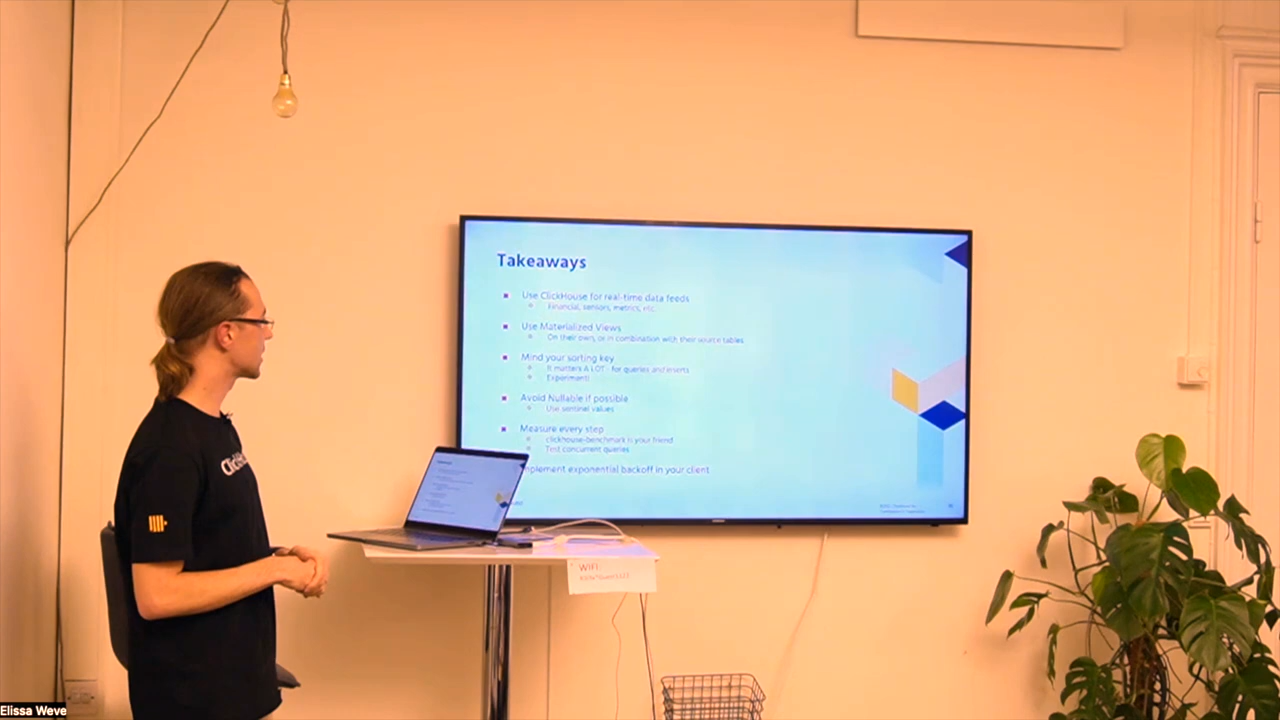 Takeaways
Use ClickHouse for real-time data feeds
Financial, sensors, metrics, etc.
Use Materialized Views
On their own, or in combination with their source tables
Mind your sorting key
It matters A LOT - for queries and inserts
Experiment!
Avoid Nullable if possible
Use sentinel values
Measure every step
clickhouse-benchmark is your friend
Test concurrent queries
mplement exponential backoff in your client
ClickHo
Takeaways
WIFI:
Elissa Weve